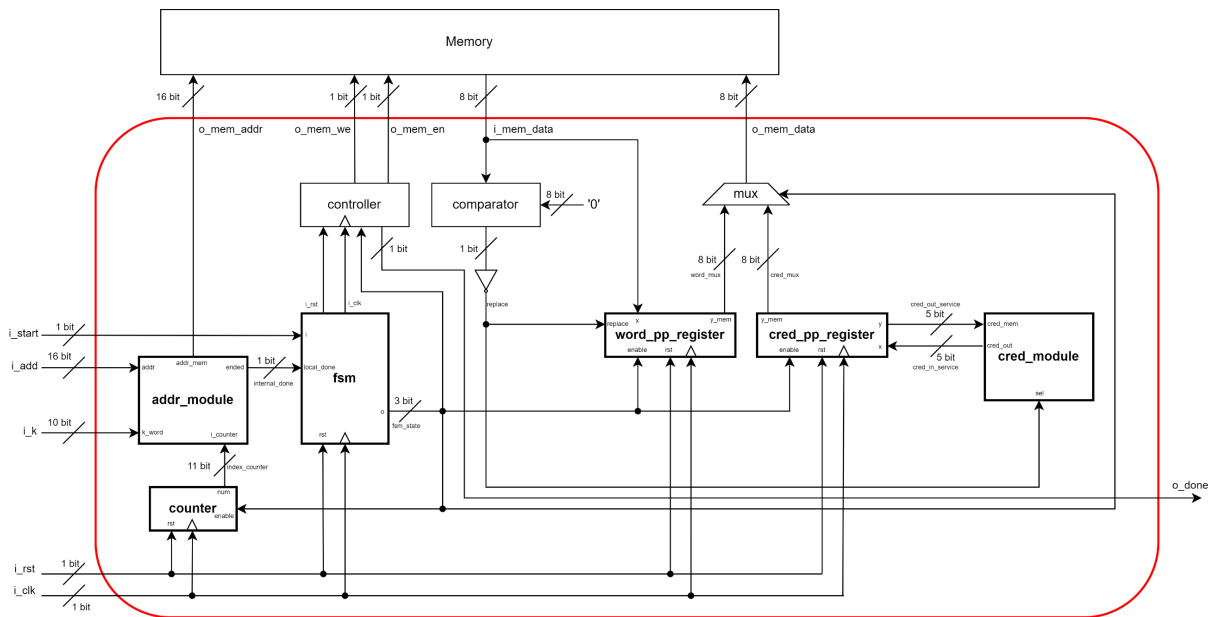 Memory
16 bit
1 bit
1 bit
8 bit
8 bit
o_mem_addr
o_mem_we
o_mem_en
i_mem_data
o_mem_data
controller
comparator
8 bit
'0'
mux
1 bit
1 bit
8 bit
word_mux
8 bit
cred_mux
i_rst
i_clk
replace
i_start
1 bit
i_add
16 bit
i_k
10 bit
addr_mem
addr
ended
addr_module
k_word
i_counter
1 bit
internal_done
i
local_done
fsm
o
rst
3 bit
fsm_state
replace
x
y_mem
word_pp_register
enable
rst
y_mem
y
cred_pp_register
enable
rst
x
cred_out_service
5 bit
5 bit
cred_in_service
cred_mem
cred_out
cred_module
sel
11 bit
index_counter
num
counter
enable
rst
o_done
i_rst
1 bit
i_clk
1 bit